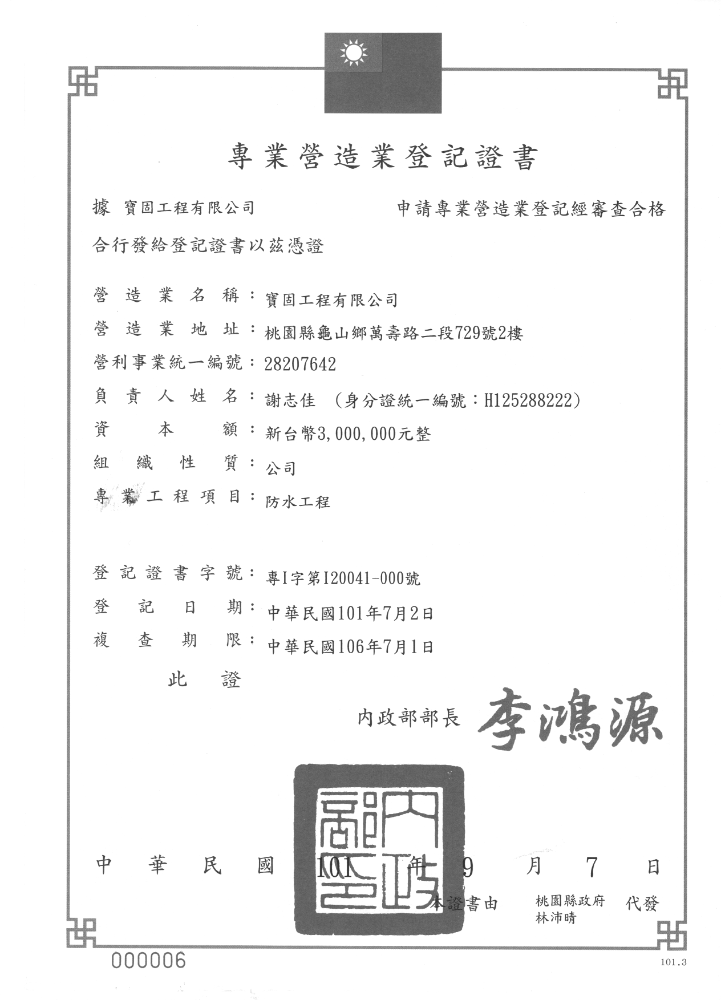 專業營造業登記證書
據 寶固工程有限公司 申請專業營造業登記經審查合格
合行發給登記證書以茲憑證
營造業名稱：寶固工程有限公司
營造業地址：桃園縣龜山鄉萬壽路二段729號2樓
營利事業統一編號：28207642
負責人姓名：謝志佳 （身分證統一編號：H125288222）
資本額：新台幣3,000,000元整
組織性質：公司
專業工程項目：防水工程
登記證書字號：專I字第I20041-000號
登記日期：中華民國101年7月2日
複查期限：中華民國106年7月1日
此證
內政部部長 李鴻源
內政部印
中華民國101年9月7日
本證書由 桃園縣政府 代發
林沛晴
000006
101.3